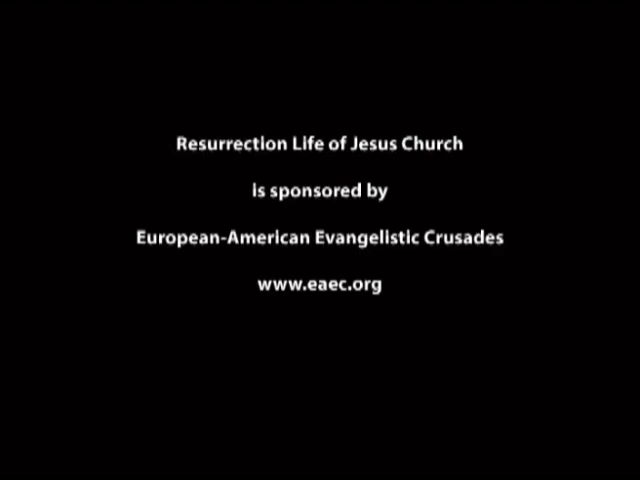 Resurrection Life of Jesus Church
is sponsored by
European-American Evangelistic Crusades
www.eaec.org